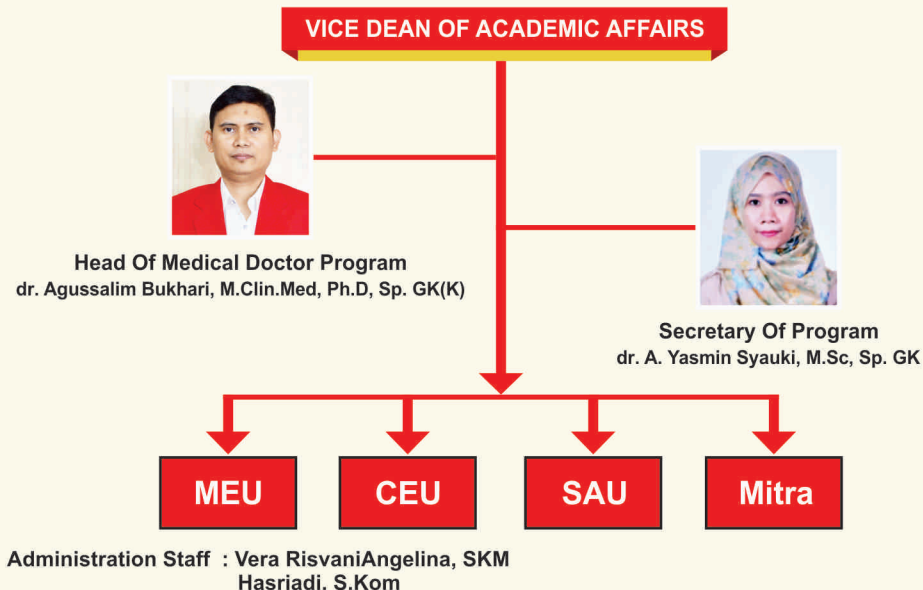 VICE DEAN OF ACADEMIC AFFAIRS
Head Of Medical Doctor Program
dr. Agussalim Bukhari, M.Clin.Med, Ph.D, Sp. GK(K)
Secretary Of Program
dr. A. Yasmin Syauki, M.Sc, Sp. GK
MEU
CEU
SAU
Mitra
Administration Staff : Vera RisvaniAngelina, SKM
Hasriadi, S.Kom